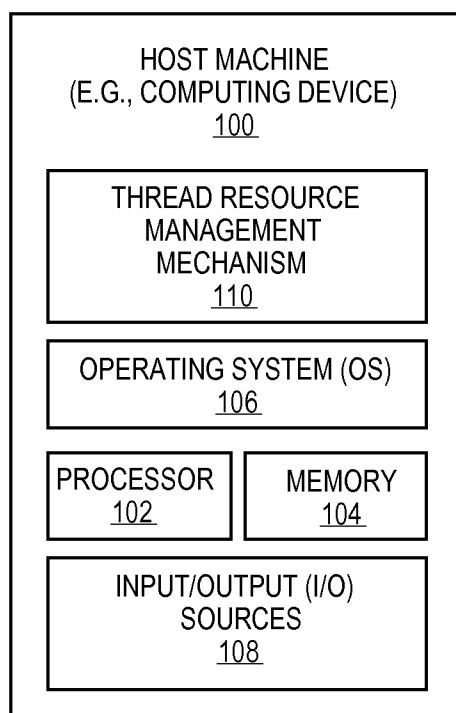 HOST MACHINE
(E.G., COMPUTING DEVICE)
100
THREAD RESOURCE
MANAGEMENT
MECHANISM
110
OPERATING SYSTEM (OS)
106
PROCESSOR
102
MEMORY
104
INPUT/OUTPUT (I/O)
SOURCES
108